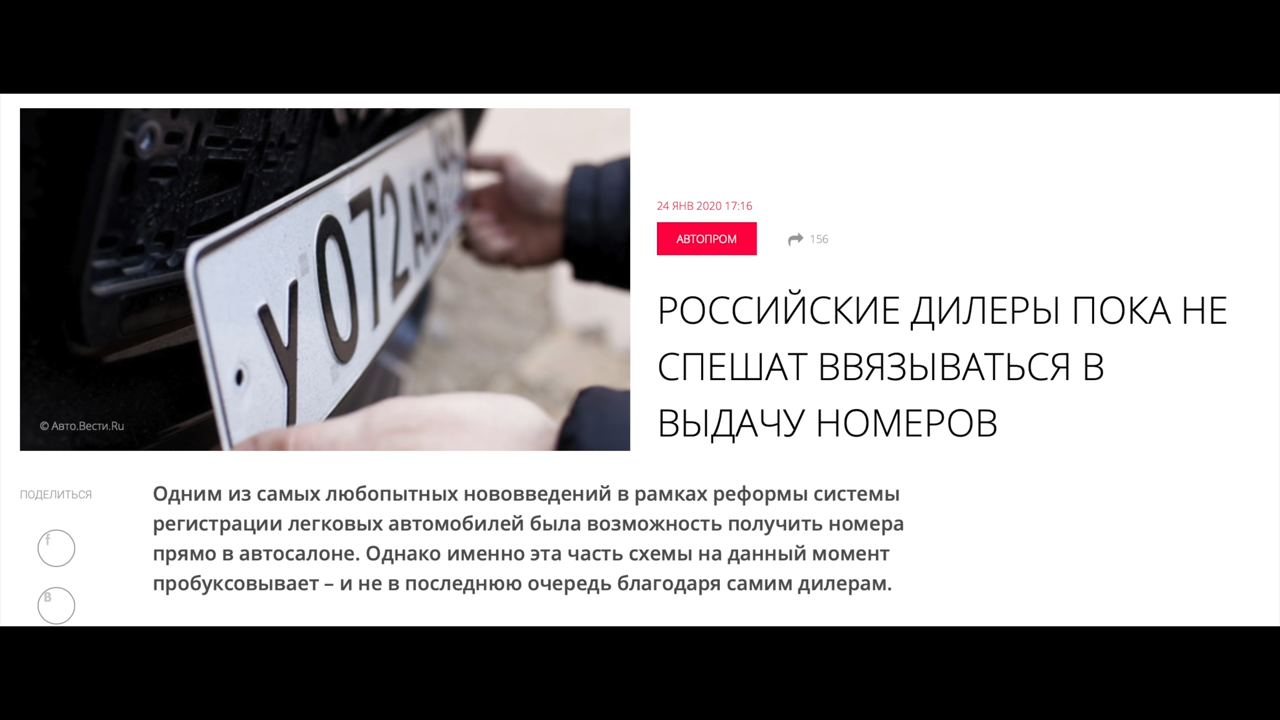 У072АВ
© Авто.Вести.Ru
24 ЯНВ 2020 17:16
АВТОПРОМ
156
РОССИЙСКИЕ ДИЛЕРЫ ПОКА НЕ
СПЕШАТ ВВЯЗЫВАТЬСЯ В
ВЫДАЧУ НОМЕРОВ
ПОДЕЛИТЬСЯ
Одним из самых любопытных нововведений в рамках реформы системы
регистрации легковых автомобилей была возможность получить номера
прямо в автосалоне. Однако именно эта часть схемы на данный момент
пробуксовывает – и не в последнюю очередь благодаря самим дилерам.
f
В